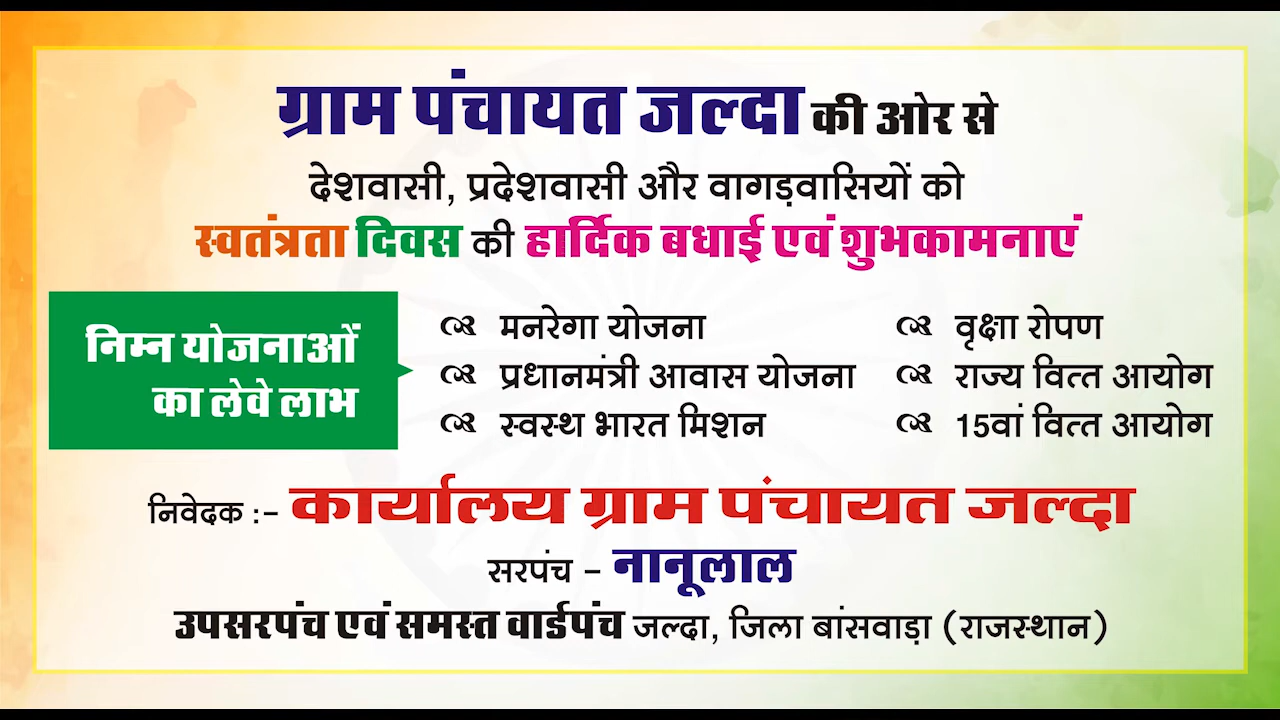 ग्राम पंचायत जल्दा की ओर से
देशवासी, प्रदेशवासी और वागड़वासियों को
स्वतंत्रता दिवस की हार्दिक बधाई एवं शुभकामनाएं
निम्न योजनाओं
का लेवे लाभ
मनरेगा योजना
प्रधानमंत्री आवास योजना
स्वस्थ भारत मिशन
वृक्षा रोपण
राज्य वित्त आयोग
15वां वित्त आयोग
निवेदक :- कार्यालय ग्राम पंचायत जल्दा
सरपंच - नानूलाल
उपसरपंच एवं समस्त वार्डपंच जल्दा, जिला बांसवाड़ा (राजस्थान)